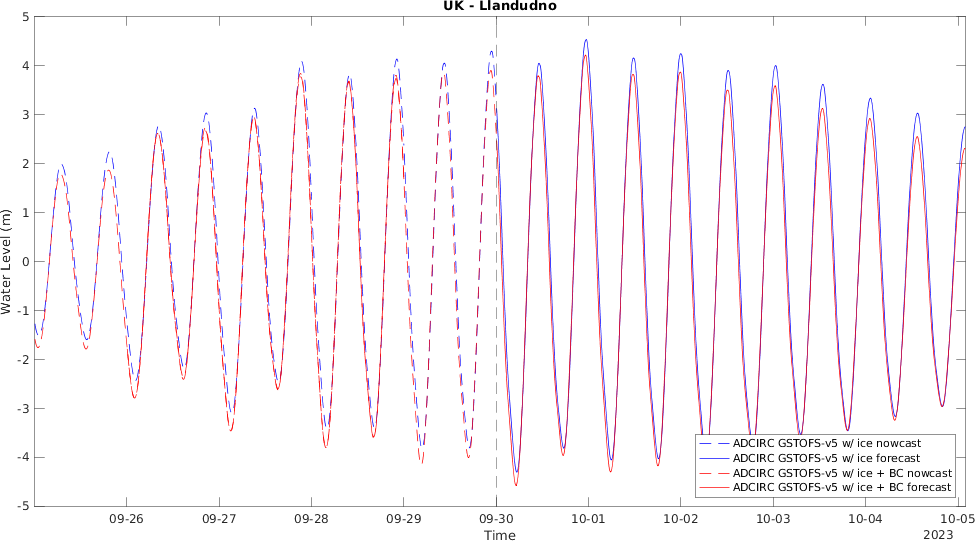 UK - Llandudno
5
4
3
2
1
0
-1
-2
-3
-4
-5
Water Level (m)
ADCIRC GSTOFS-v5 w/ ice nowcast
ADCIRC GSTOFS-v5 w/ ice forecast
ADCIRC GSTOFS-v5 w/ ice + BC nowcast
ADCIRC GSTOFS-v5 w/ ice + BC forecast
09-26 09-27 09-28 09-29 09-30 10-01 10-02 10-03 10-04 10-05
Time 2023